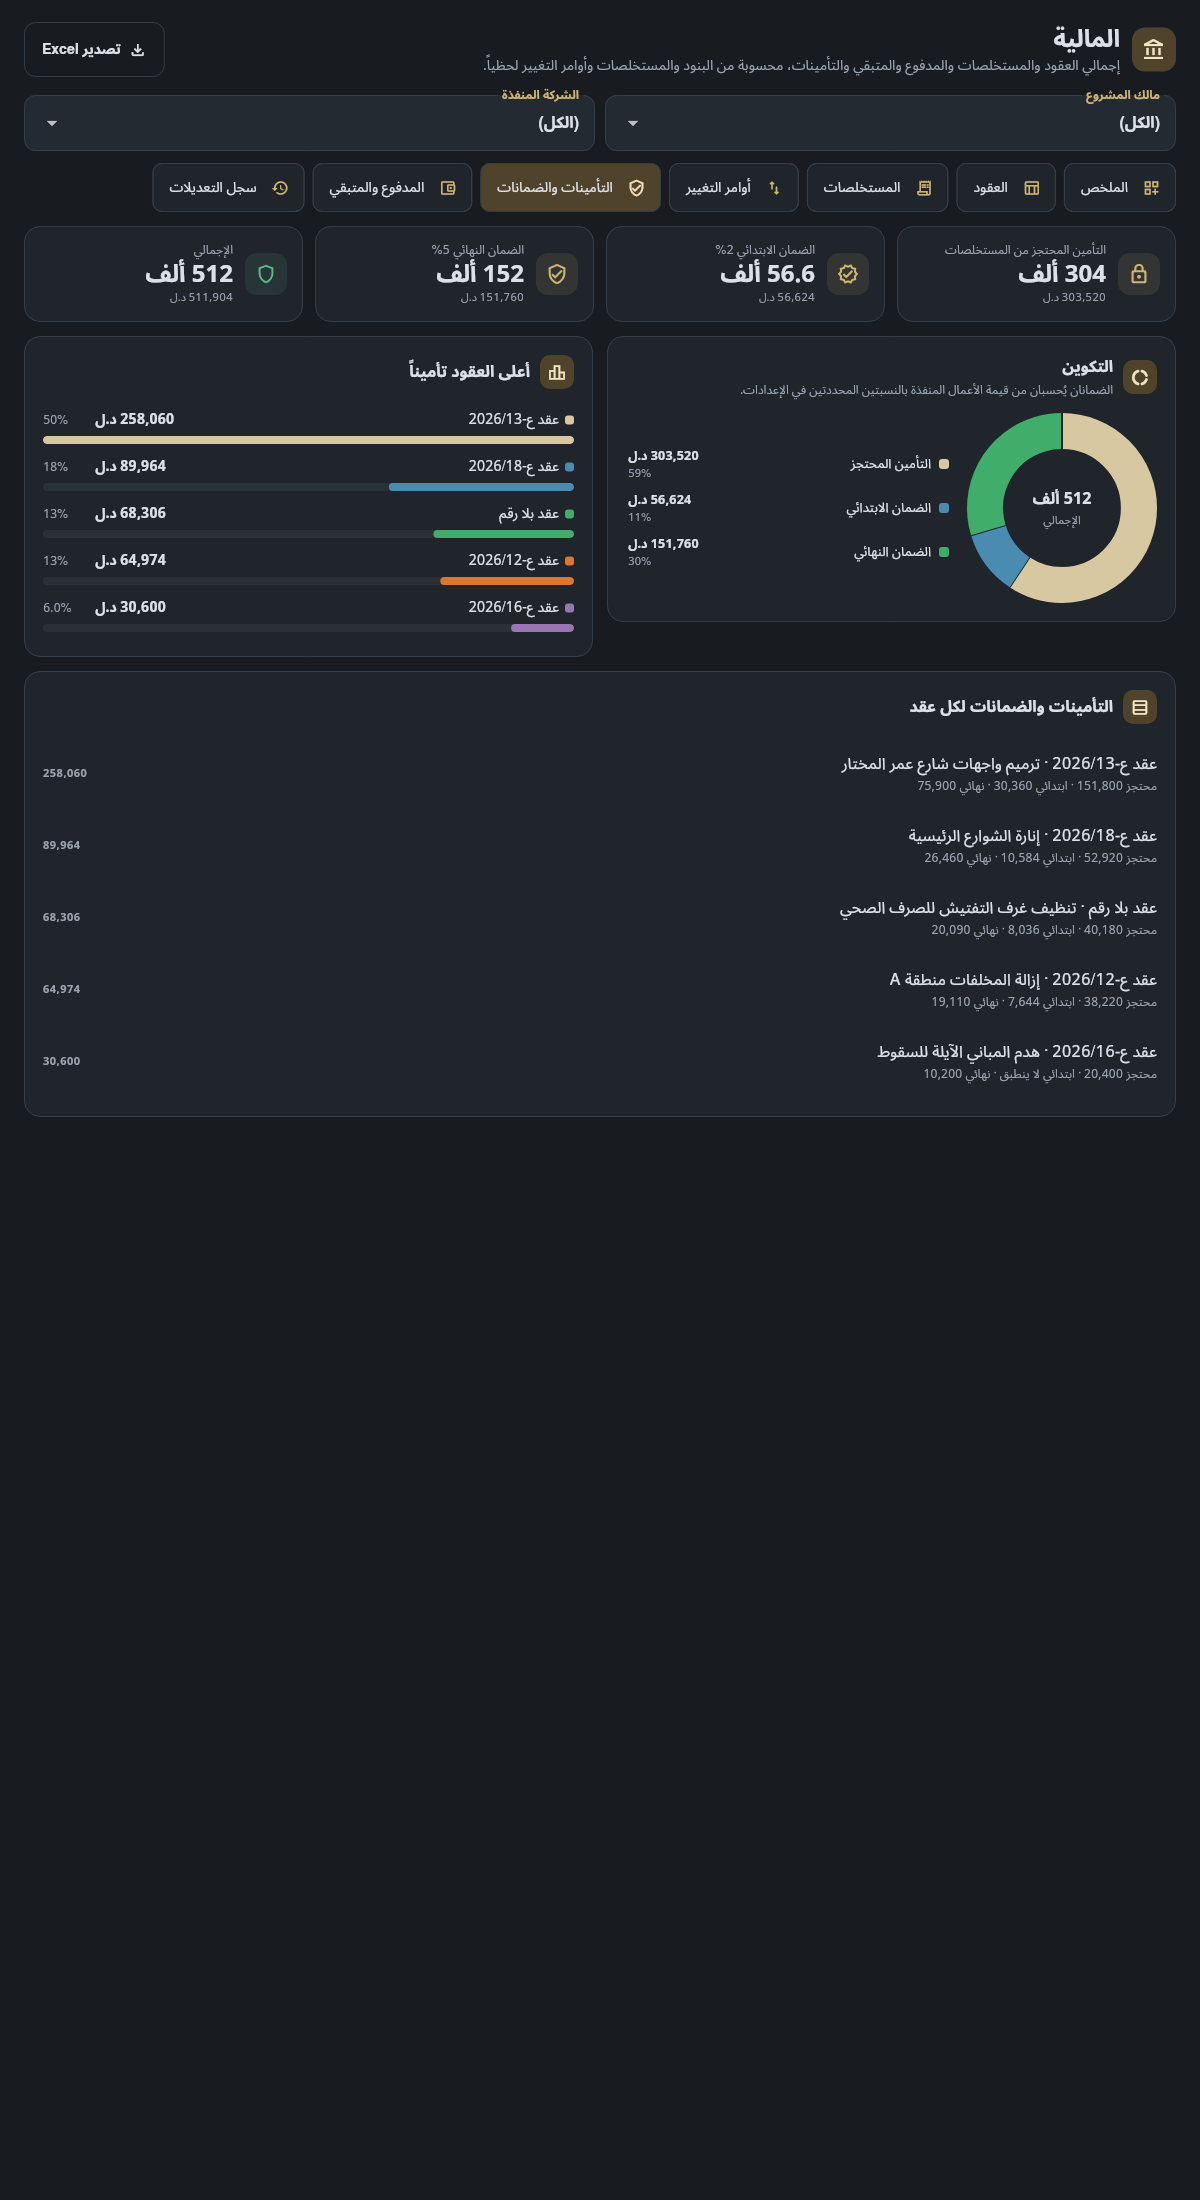 المالية
إجمالي العقود والمستخلصات والمدفوع والمتبقي والتأمينات، محسوبة من البنود والمستخلصات وأوامر التغيير لحظياً.
تصدير Excel
مالك المشروع
(الكل)
الشركة المنفذة
(الكل)
الملخص
العقود
المستخلصات
أوامر التغيير
التأمينات والضمانات
المدفوع والمتبقي
سجل التعديلات
التأمين المحتجز من المستخلصات
304 ألف
303,520 د.ل
الضمان الابتدائي 2%
56.6 ألف
56,624 د.ل
الضمان النهائي 5%
152 ألف
151,760 د.ل
الإجمالي
512 ألف
511,904 د.ل
التكوين
الضمانان يُحسبان من قيمة الأعمال المنفذة بالنسبتين المحددتين في الإعدادات.
512 ألف
الإجمالي
التأمين المحتجز
303,520 د.ل
59%
الضمان الابتدائي
56,624 د.ل
11%
الضمان النهائي
151,760 د.ل
30%
أعلى العقود تأميناً
عقد ع-2026/13 258,060 د.ل 50%
عقد ع-2026/18 89,964 د.ل 18%
عقد بلا رقم 68,306 د.ل 13%
عقد ع-2026/12 64,974 د.ل 13%
عقد ع-2026/16 30,600 د.ل 6.0%
التأمينات والضمانات لكل عقد
عقد ع-2026/13 · ترميم واجهات شارع عمر المختار
محتجز 151,800 · ابتدائي 30,360 · نهائي 75,900
258,060
عقد ع-2026/18 · إنارة الشوارع الرئيسية
محتجز 52,920 · ابتدائي 10,584 · نهائي 26,460
89,964
عقد بلا رقم · تنظيف غرف التفتيش للصرف الصحي
محتجز 40,180 · ابتدائي 8,036 · نهائي 20,090
68,306
عقد ع-2026/12 · إزالة المخلفات منطقة A
محتجز 38,220 · ابتدائي 7,644 · نهائي 19,110
64,974
عقد ع-2026/16 · هدم المباني الآيلة للسقوط
محتجز 20,400 · ابتدائي لا ينطبق · نهائي 10,200
30,600